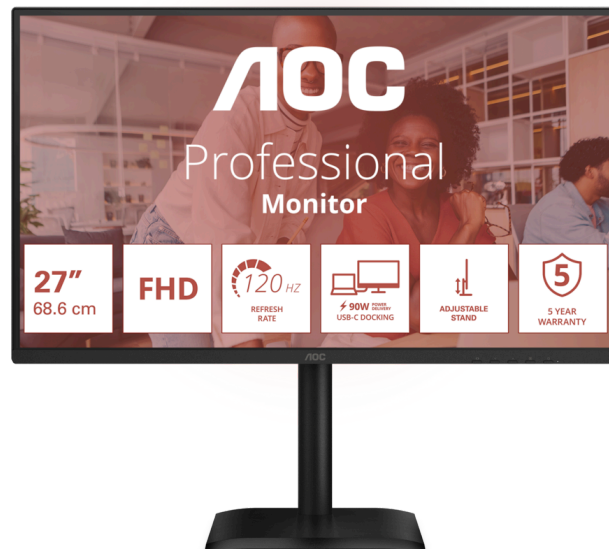 AOC
Professional
Monitor
27"
68.6 cm
FHD
120 HZ
REFRESH
RATE
90W POWER DELIVERY
USB-C DOCKING
ADJUSTABLE
STAND
5
5 YEAR
WARRANTY
AOC